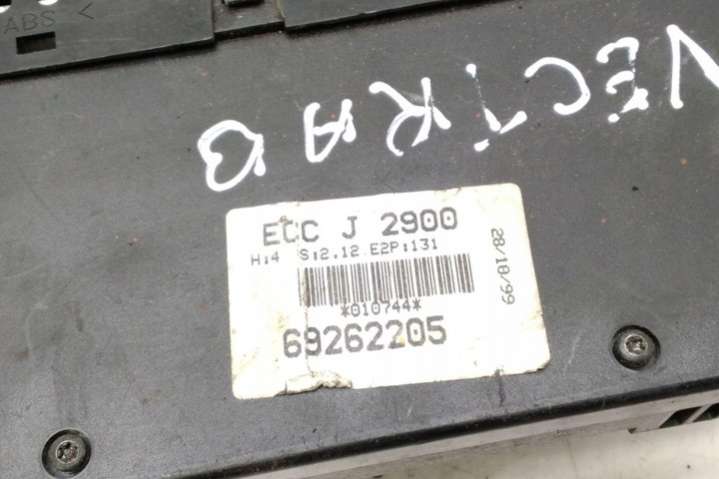 ABS <
VECTRA B
ECC J 2900
H:4 S:2.12 E2P:131
*010744*
69262205
28/10/99